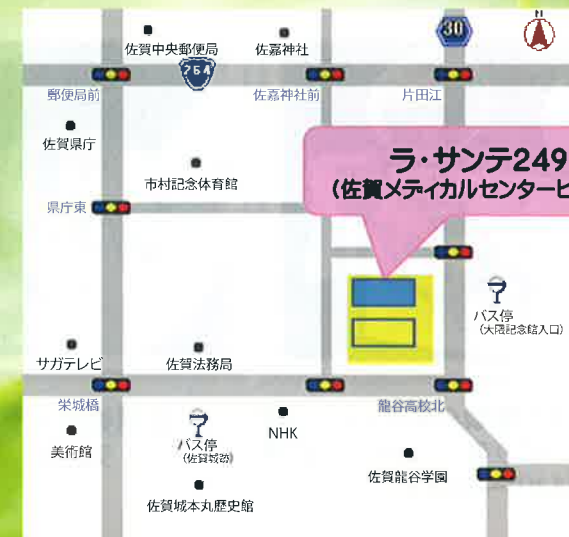 30
N
佐賀中央郵便局
佐嘉神社
264
郵便局前
佐嘉神社前
片田江
佐賀県庁
ラ・サンテ249
(佐賀メディカルセンタービ
市村記念体育館
県庁東
バス停
(大隈記念館入口)
サガテレビ
佐賀法務局
栄城橋
龍谷高校北
NHK
美術館
バス停
(佐賀城跡)
佐賀龍谷学園
佐賀城本丸歴史館